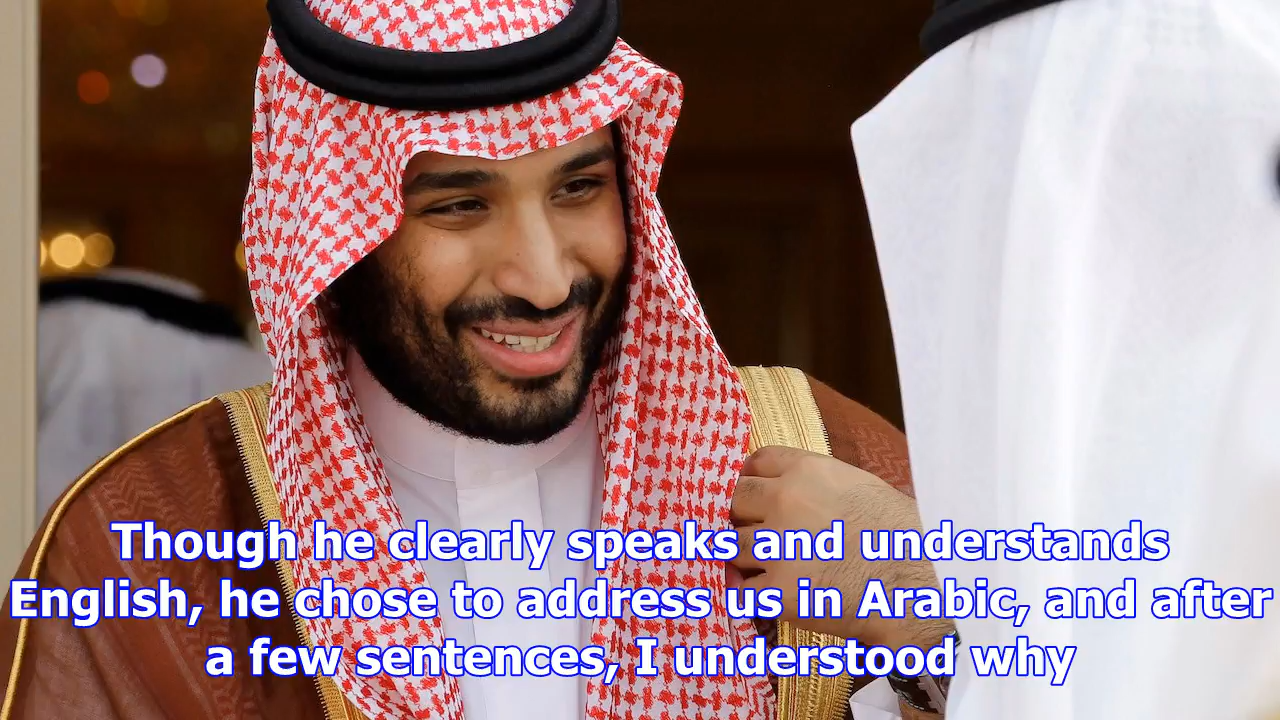 Though he clearly speaks and understands
English, he chose to address us in Arabic, and after
a few sentences, I understood why